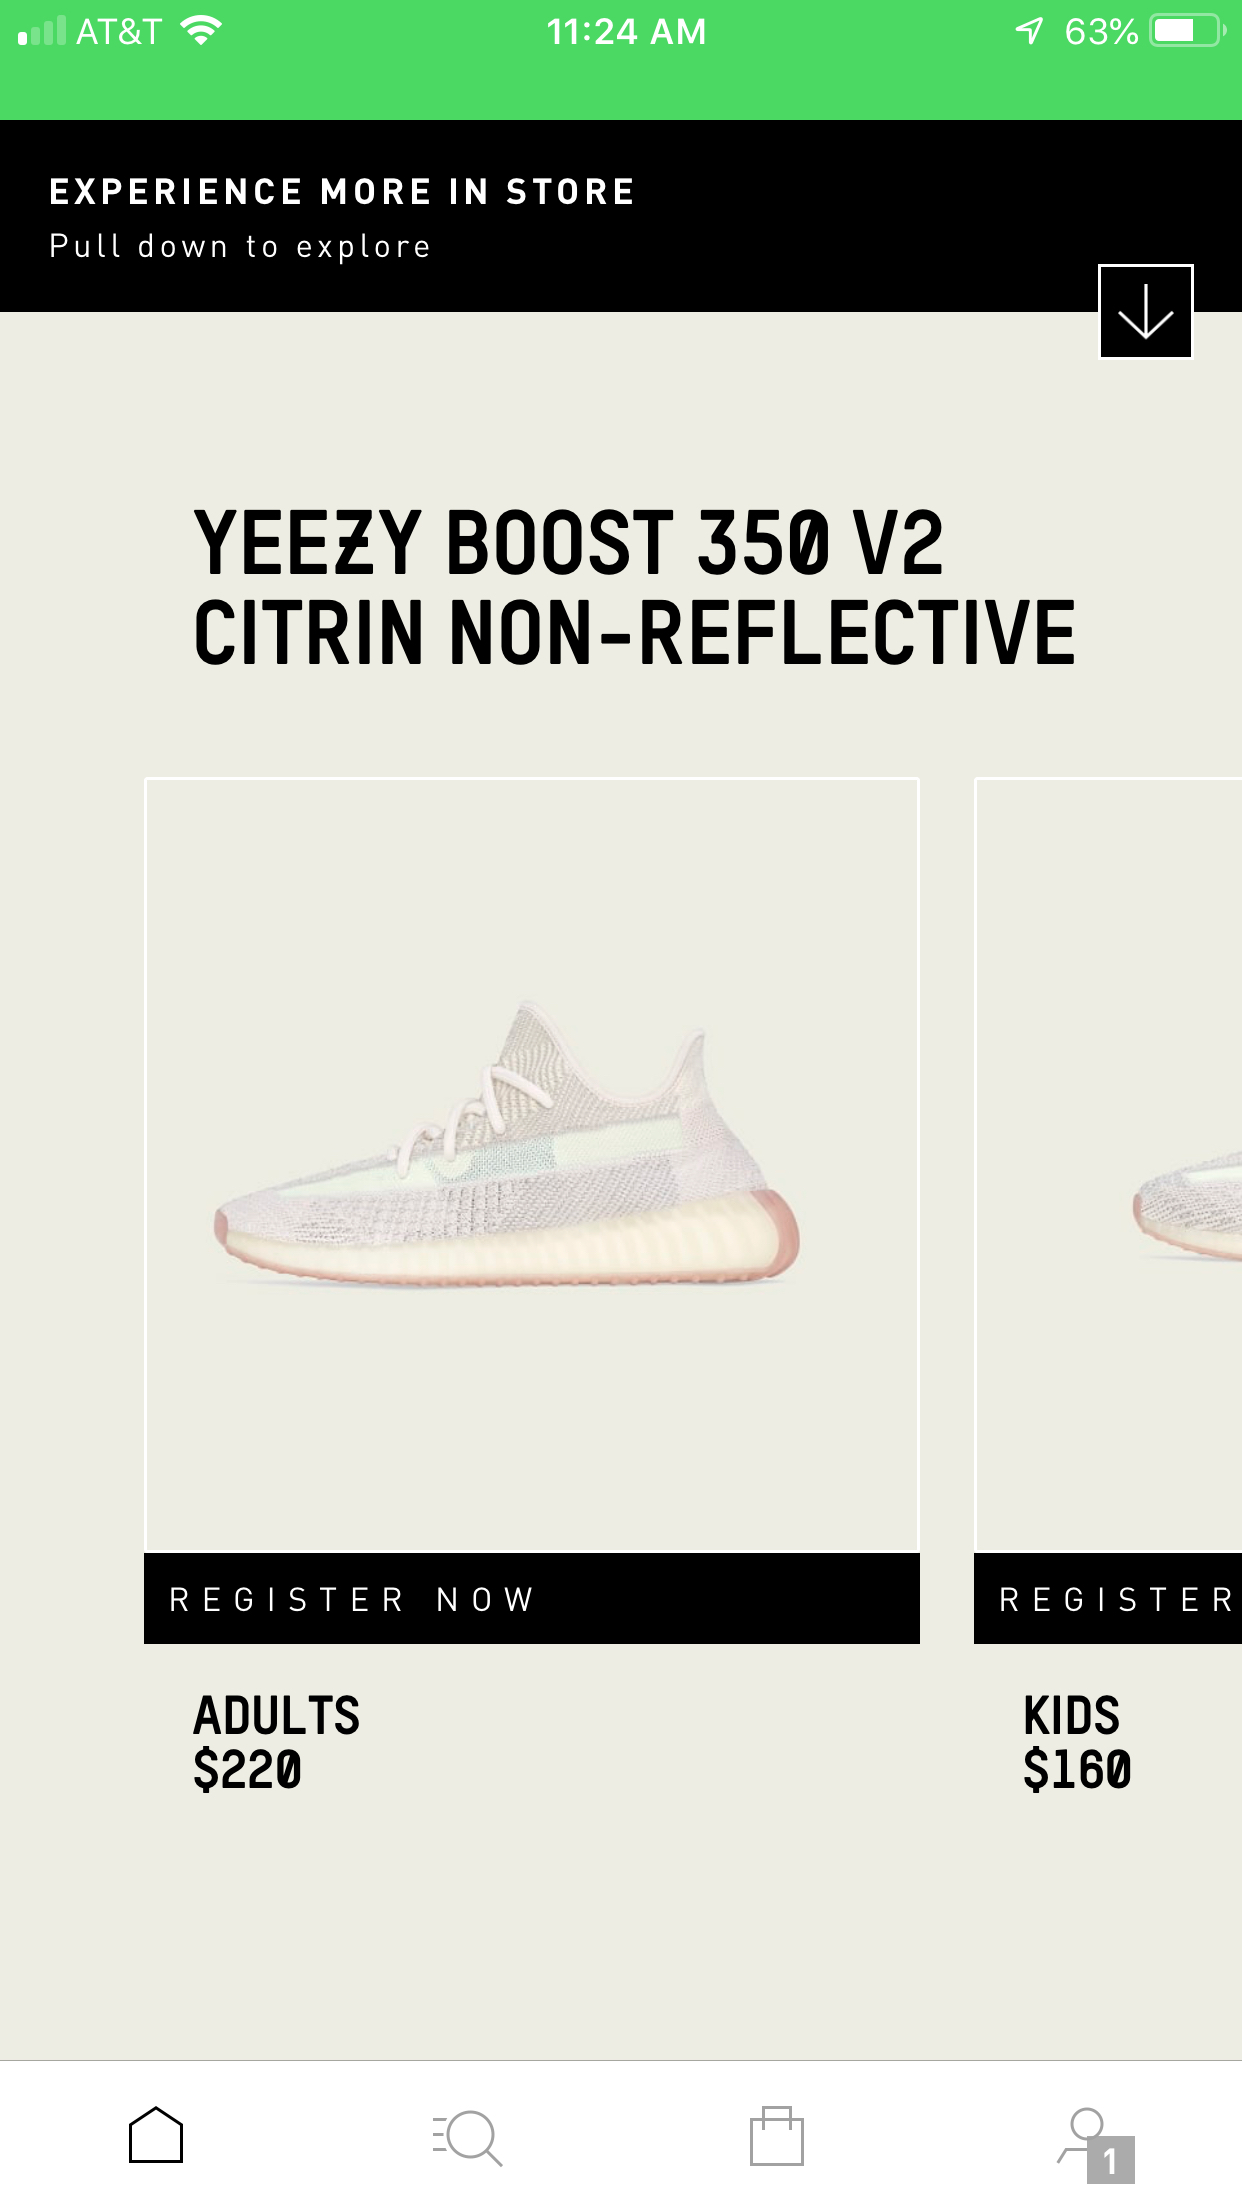 AT&T
11:24 AM
63%
EXPERIENCE MORE IN STORE
Pull down to explore
YEEZY BOOST 350 V2
CITRIN NON-REFLECTIVE
REGISTER NOW
REGISTER
ADULTS
$220
KIDS
$160
1